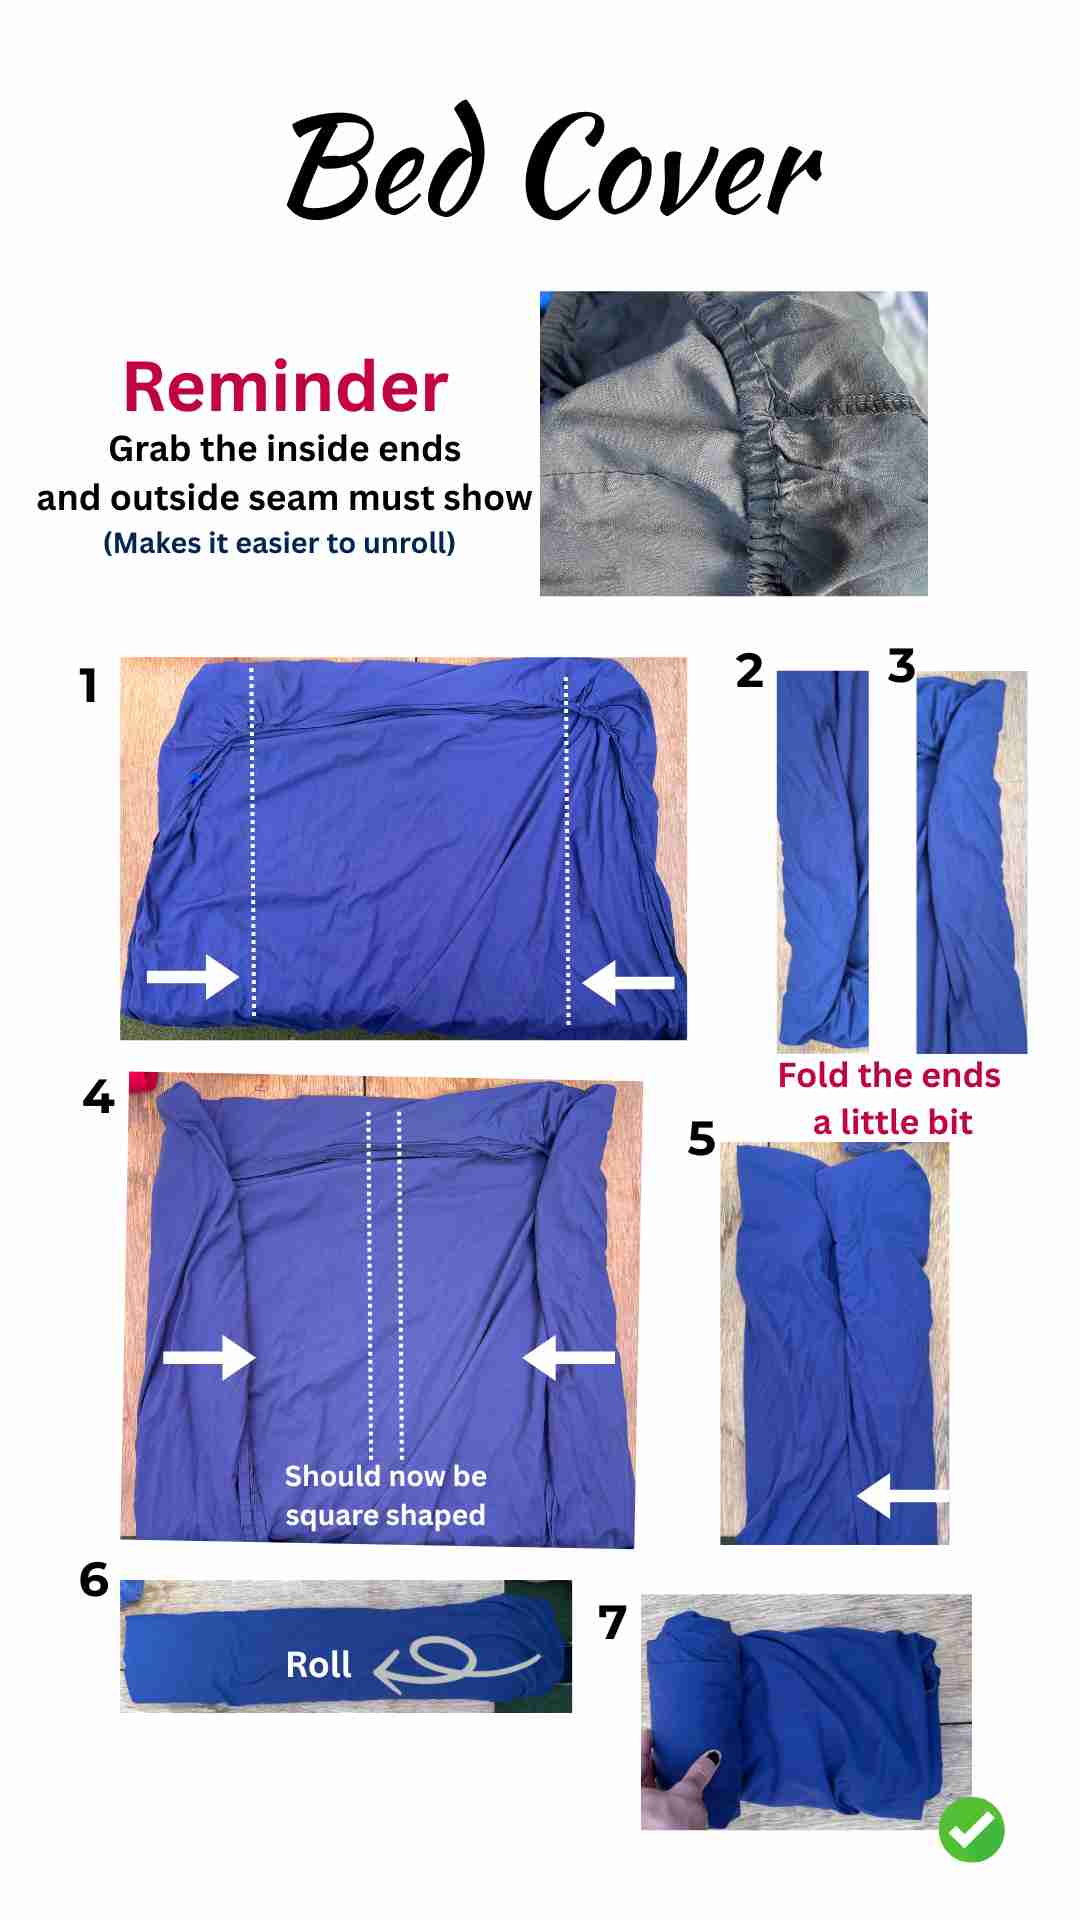 Bed Cover
Reminder
Grab the inside ends
and outside seam must show
(Makes it easier to unroll)
1
2
3
Fold the ends
a little bit
4
Should now be
square shaped
5
6
Roll
7